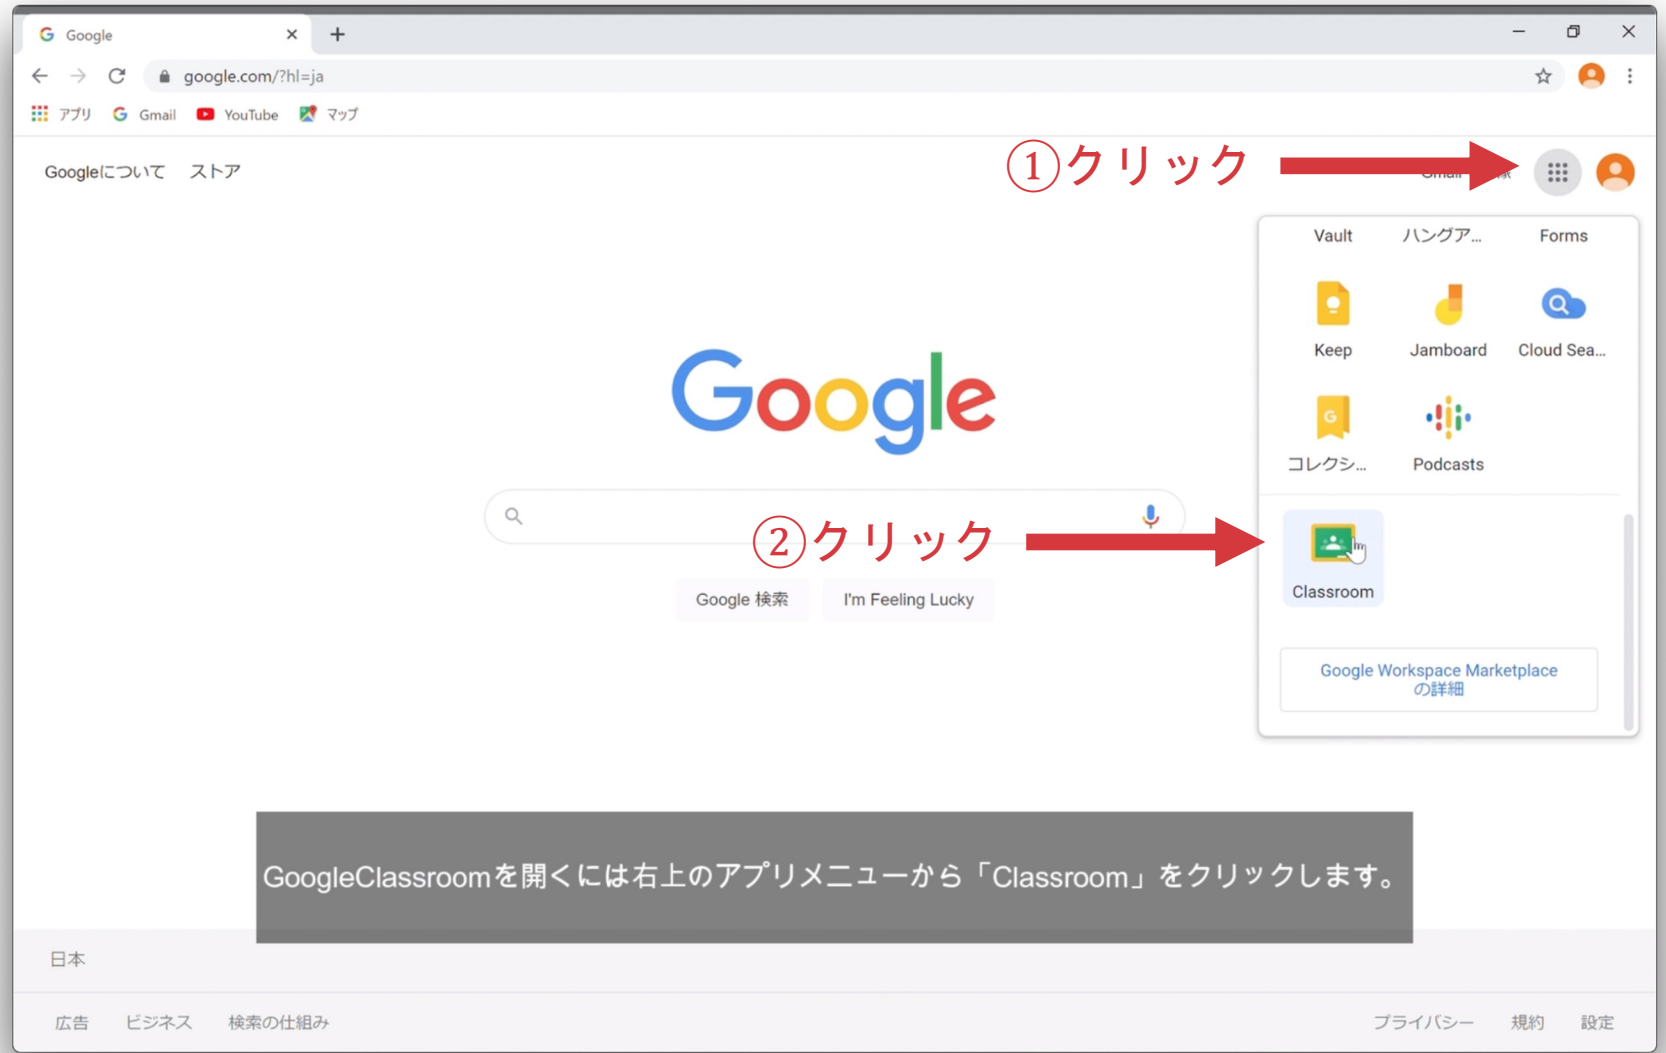 Google
google.com/?hl=ja
アプリ Gmail YouTube マップ
Googleについて ストア
①クリック
Vault ハングア... Forms
Keep Jamboard Cloud Sea...
コレクシ... Podcasts
Google
②クリック
Classroom
Google 検索 I'm Feeling Lucky
Google Workspace Marketplace
の詳細
GoogleClassroomを開くには右上のアプリメニューから「Classroom」をクリックします。
日本
広告 ビジネス 検索の仕組み プライバシー 規約 設定